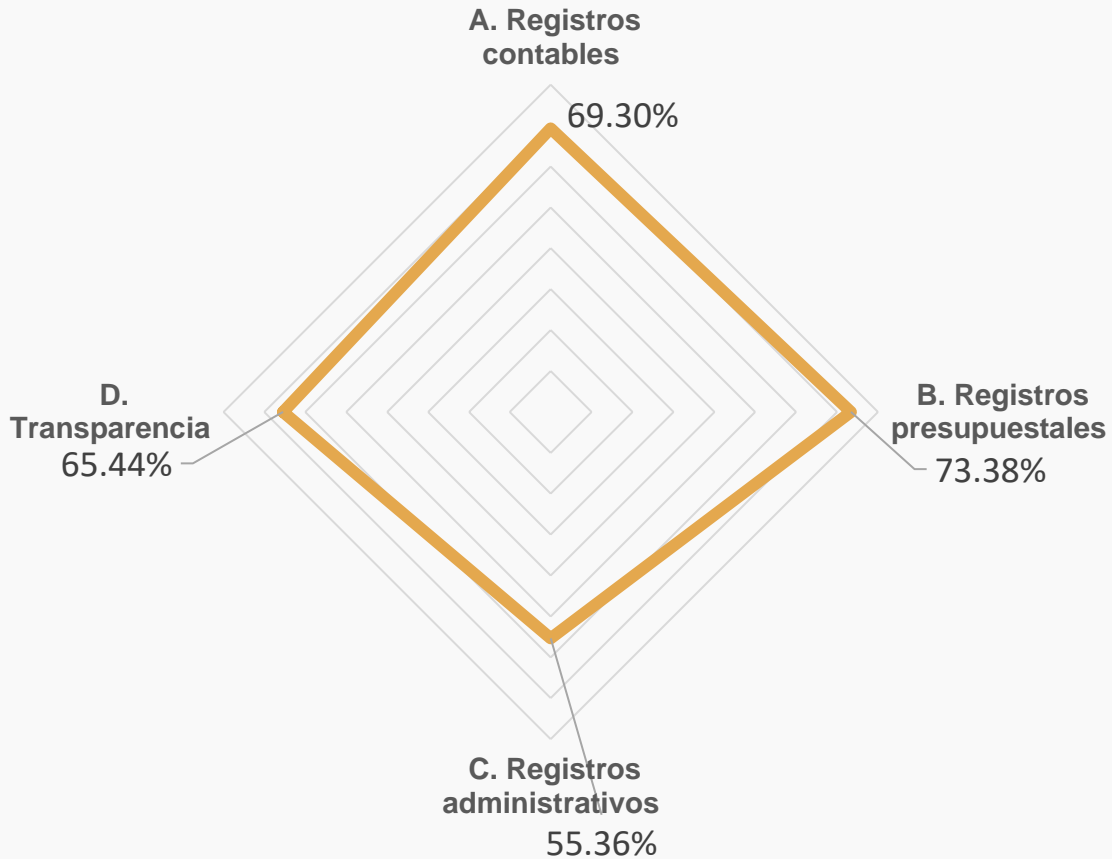 A. Registros
contables
69.30%
B. Registros
presupuestales
73.38%
C. Registros
administrativos
55.36%
D.
Transparencia
65.44%